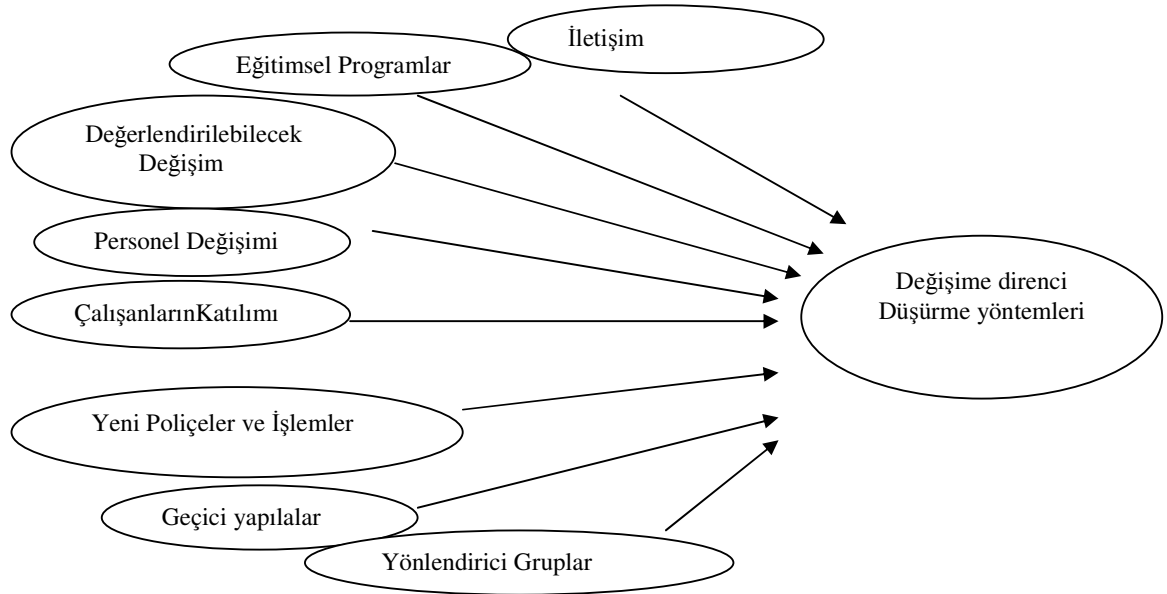 İletişim
Eğitimsel Programlar
Değerlendirilebilecek
Değişim
Personel Değişimi
ÇalışanlarınKatılımı
Yeni Poliçeler ve İşlemler
Geçici yapılalar
Yönlendirici Gruplar
Değişime direnci
Düşürme yöntemleri